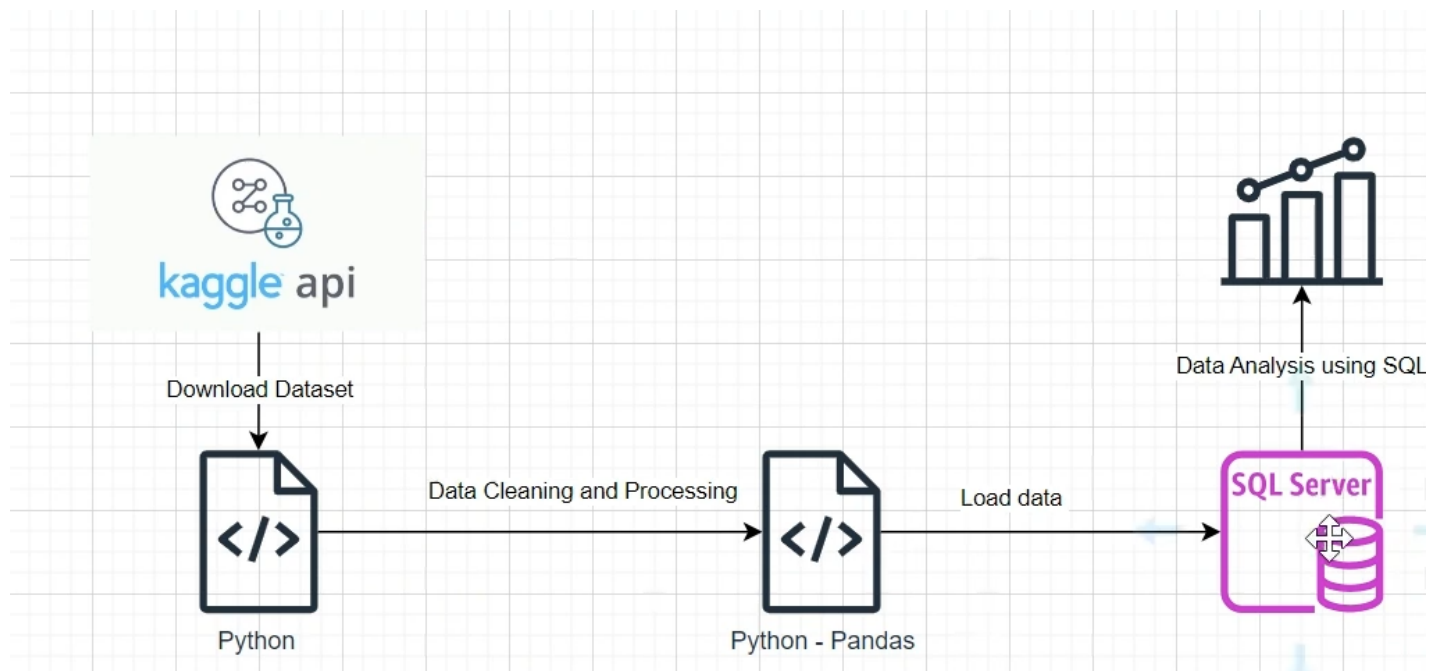 kaggle api
Download Dataset
Data Analysis using SQL
SQL Server
Data Cleaning and Processing
Load data
</>
</>
Python
Python - Pandas